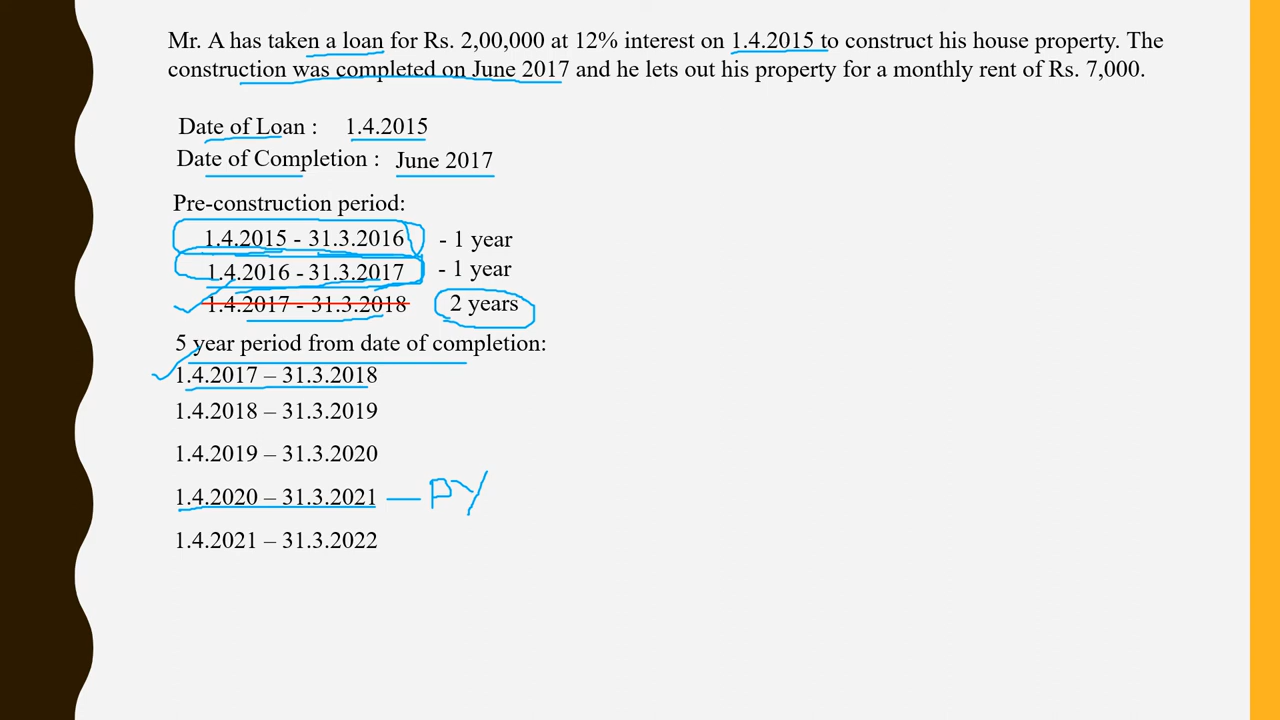 Mr. A has taken a loan for Rs. 2,00,000 at 12% interest on 1.4.2015 to construct his house property. The
construction was completed on June 2017 and he lets out his property for a monthly rent of Rs. 7,000.
Date of Loan : 1.4.2015
Date of Completion : June 2017
Pre-construction period:
1.4.2015 - 31.3.2016 - 1 year
1.4.2016 - 31.3.2017 - 1 year
1.4.2017 - 31.3.2018 2 years
5 year period from date of completion:
1.4.2017 – 31.3.2018
1.4.2018 – 31.3.2019
1.4.2019 – 31.3.2020
1.4.2020 – 31.3.2021 — PY
1.4.2021 – 31.3.2022